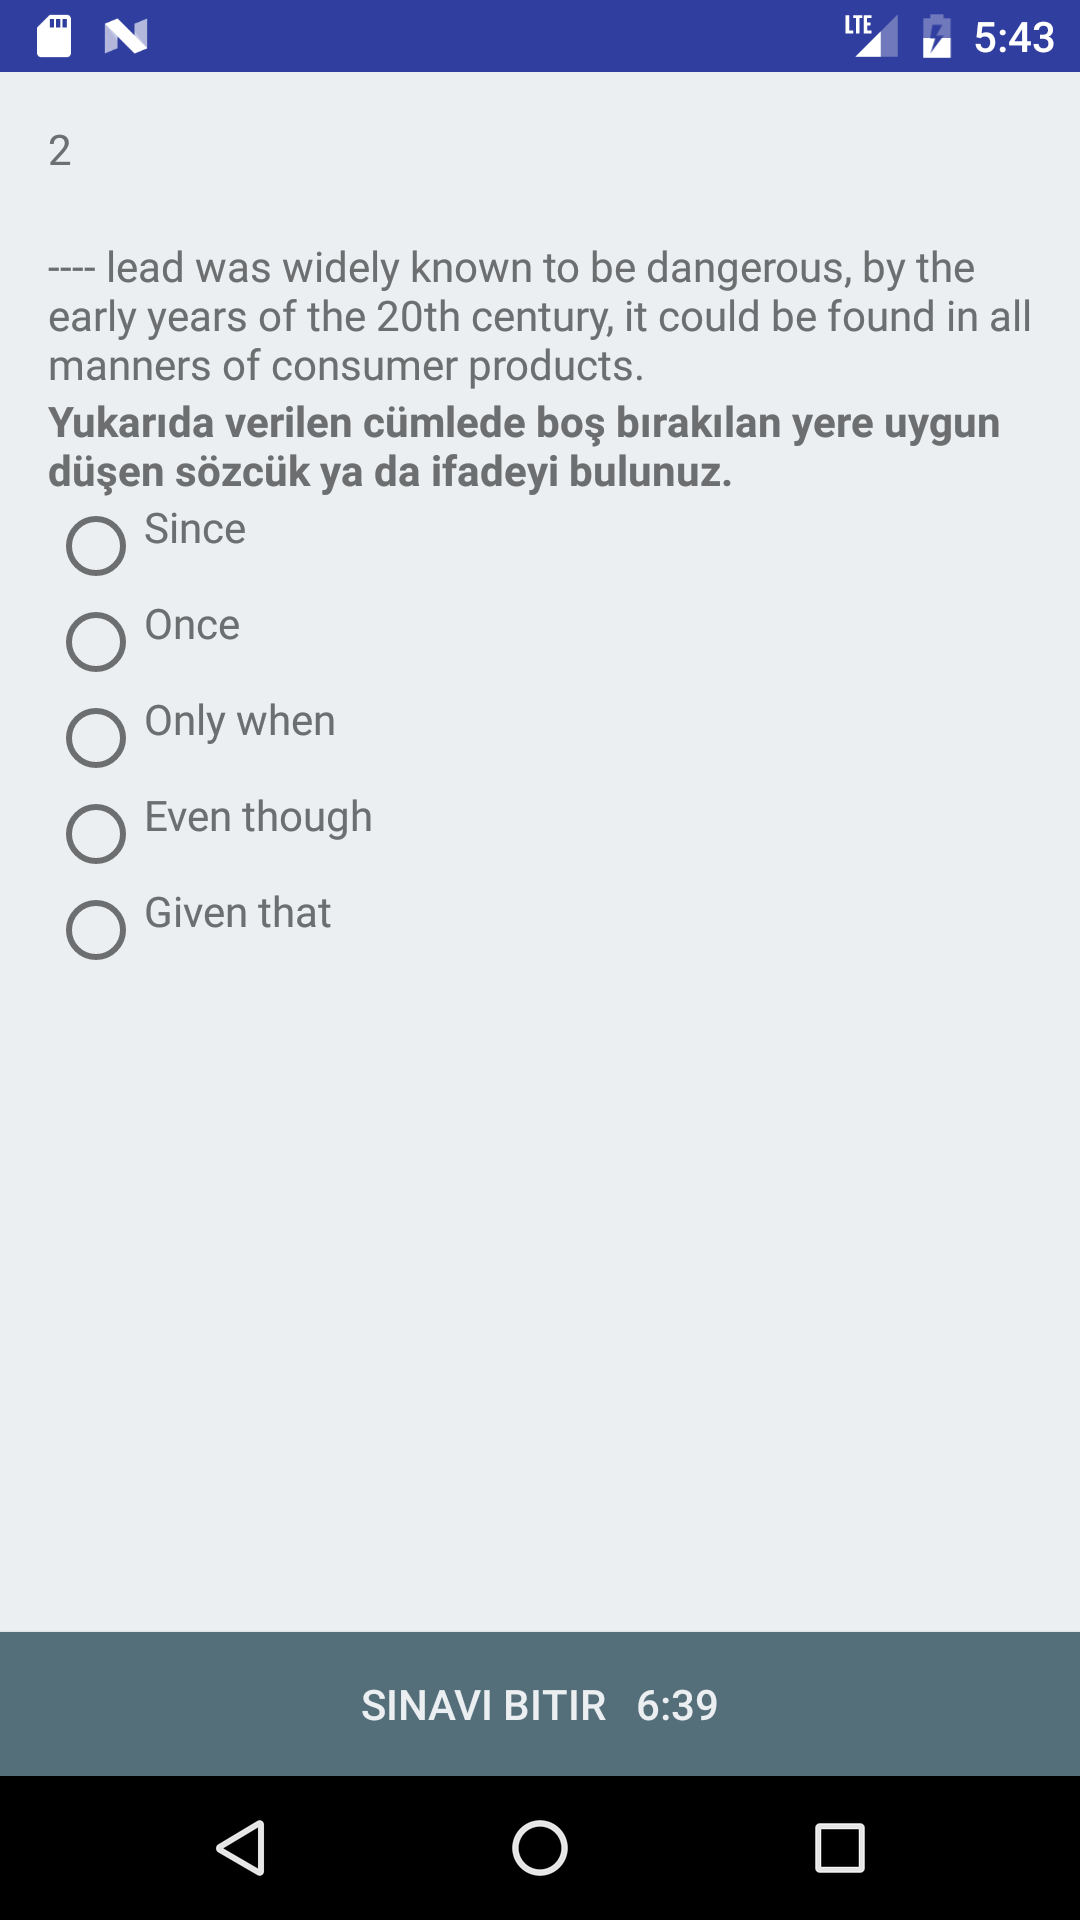 LTE 5:43
2
---- lead was widely known to be dangerous, by the
early years of the 20th century, it could be found in all
manners of consumer products.
Yukarıda verilen cümlede boş bırakılan yere uygun
düşen sözcük ya da ifadeyi bulunuz.
Since
Once
Only when
Even though
Given that
SINAVI BITIR 6:39